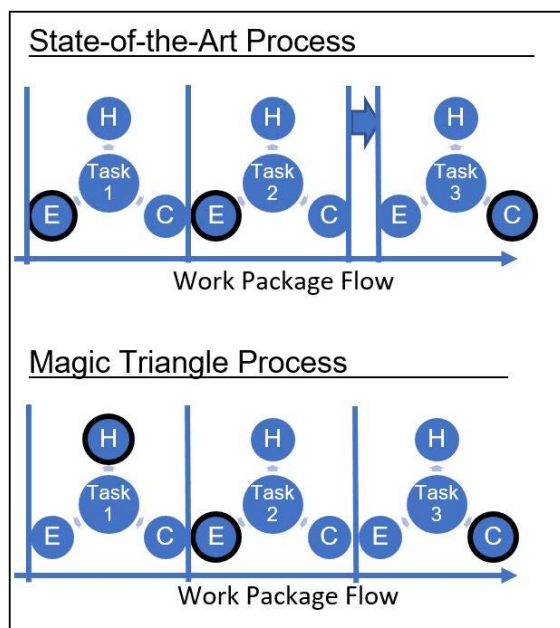 State-of-the-Art Process
H H H
Task 1 Task 2 Task 3
E C E C E C
Work Package Flow
Magic Triangle Process
H H H
Task 1 Task 2 Task 3
E C E C E C
Work Package Flow